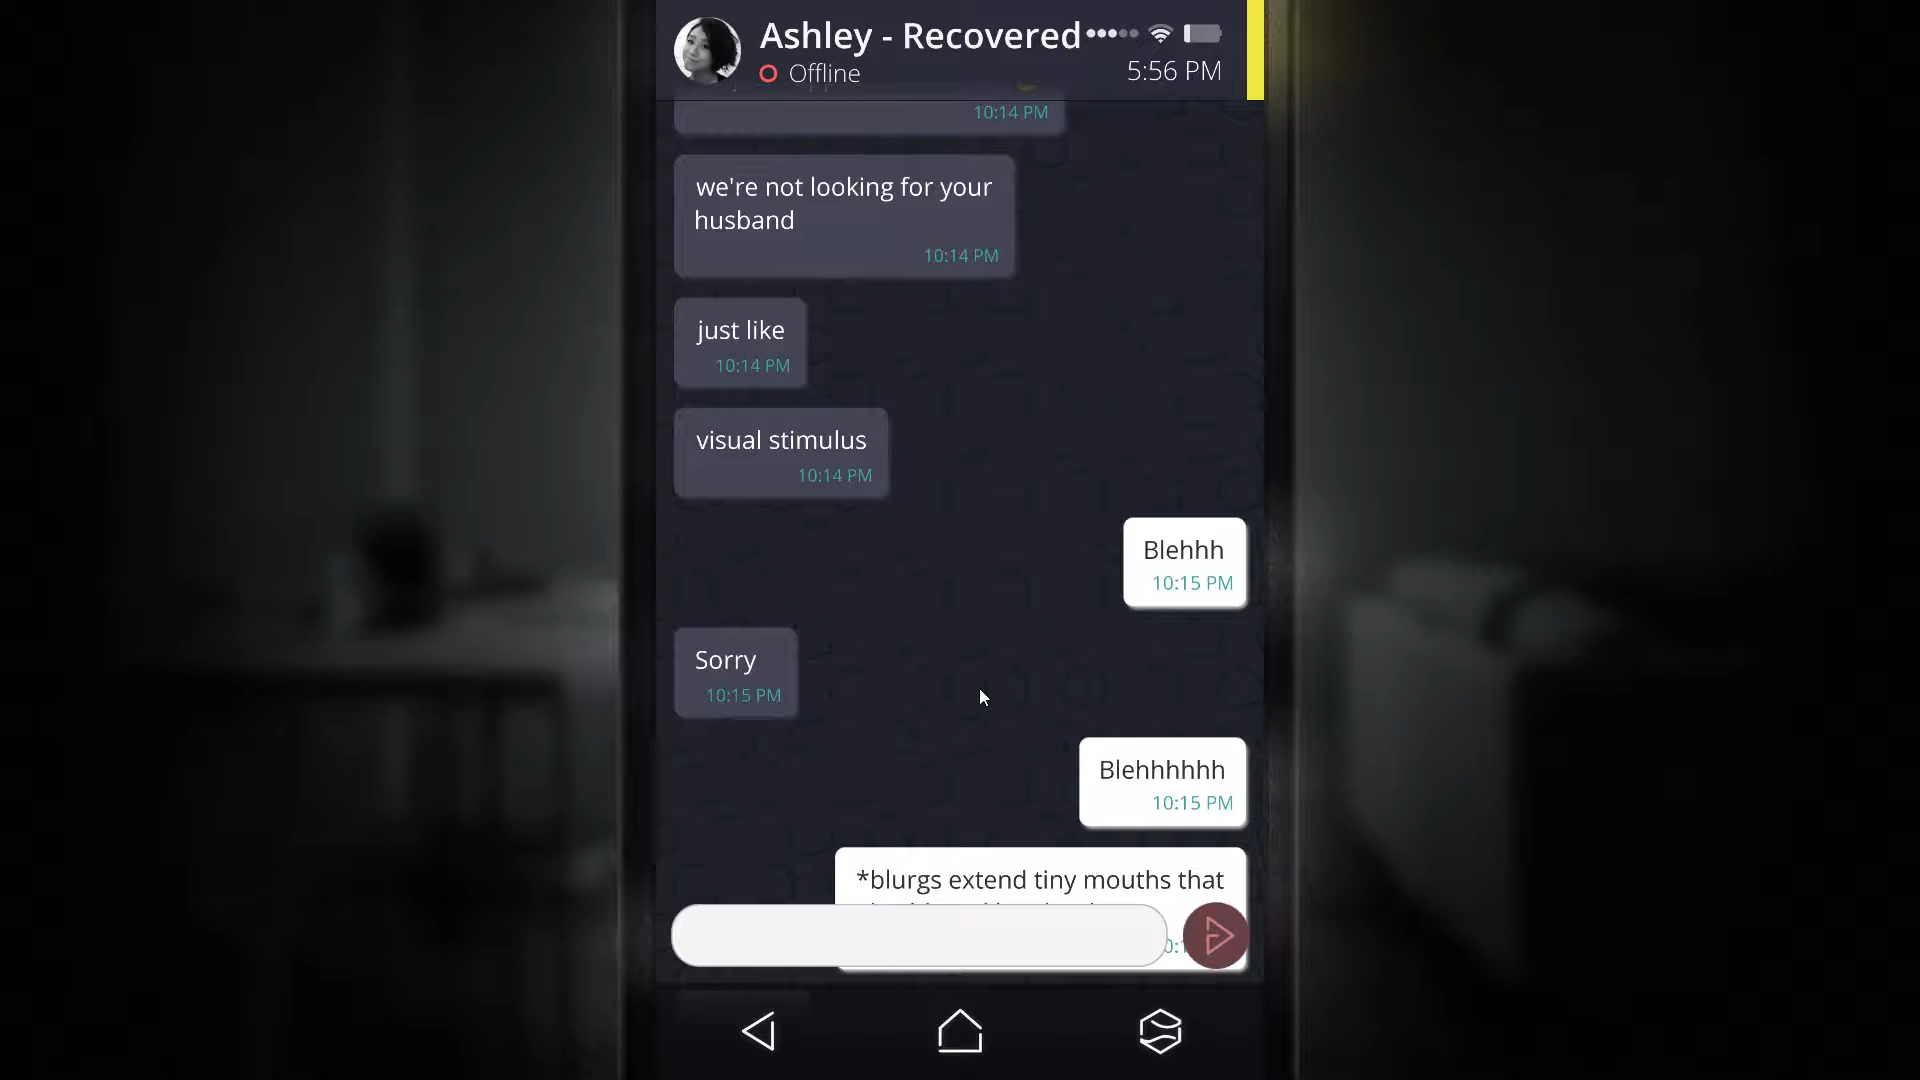 Ashley - Recovered
Offline
5:56 PM
10:14 PM
we're not looking for your
husband
10:14 PM
just like
10:14 PM
visual stimulus
10:14 PM
Blehhh
10:15 PM
Sorry
10:15 PM
Blehhhhhh
10:15 PM
*blurgs extend tiny mouths that